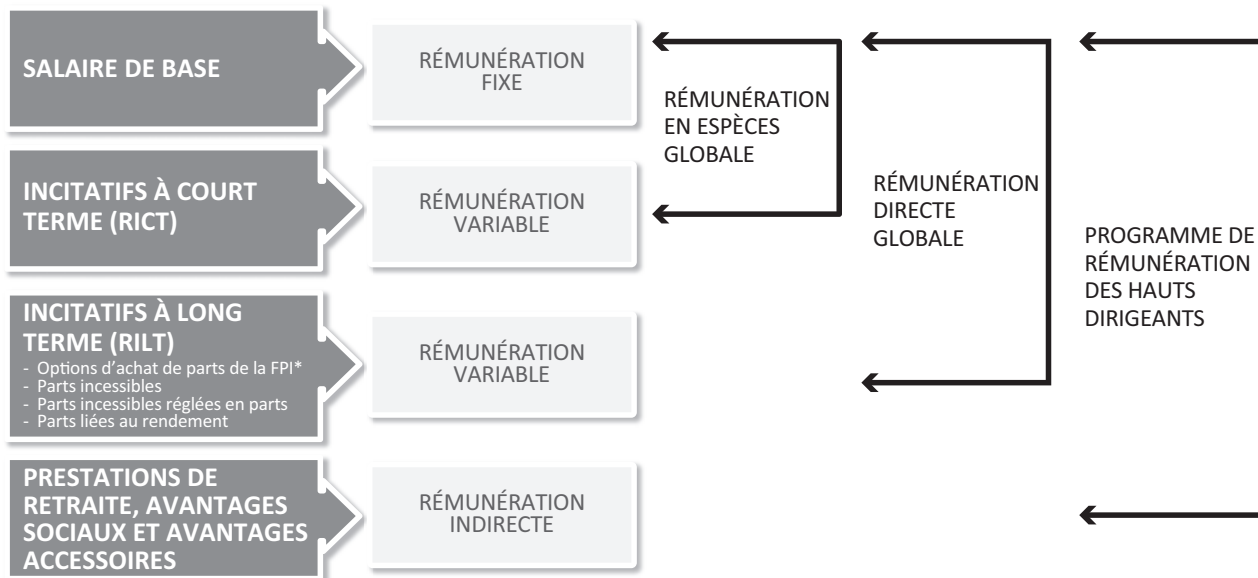 SALAIRE DE BASE
RÉMUNÉRATION
FIXE
RÉMUNÉRATION
EN ESPÈCES
GLOBALE
INCITATIFS À COURT
TERME (RICT)
RÉMUNÉRATION
VARIABLE
RÉMUNÉRATION
DIRECTE
GLOBALE
PROGRAMME DE
RÉMUNÉRATION
DES HAUTS
DIRIGEANTS
INCITATIFS À LONG
TERME (RILT)
- Options d'achat de parts de la FPI*
- Parts incessibles
- Parts incessibles réglées en parts
- Parts liées au rendement
RÉMUNÉRATION
VARIABLE
PRESTATIONS DE
RETRAITE, AVANTAGES
SOCIAUX ET AVANTAGES
ACCESSOIRES
RÉMUNÉRATION
INDIRECTE